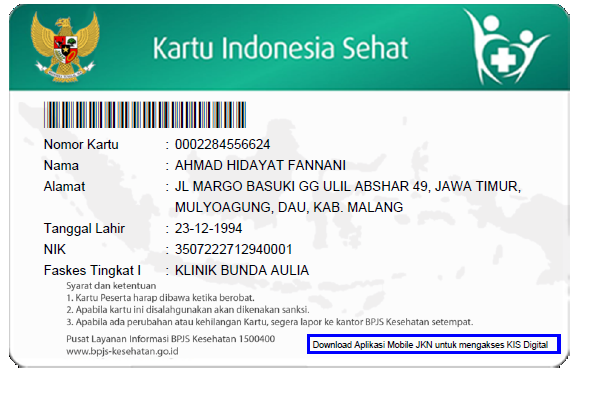 Kartu Indonesia Sehat
Nomor Kartu : 0002284556624
Nama : AHMAD HIDAYAT FANNANI
Alamat : JL MARGO BASUKI GG ULIL ABSHAR 49, JAWA TIMUR,
MULYOAGUNG, DAU, KAB. MALANG
Tanggal Lahir : 23-12-1994
NIK : 3507222712940001
Faskes Tingkat I : KLINIK BUNDA AULIA
Syarat dan ketentuan
1. Kartu Peserta harap dibawa ketika berobat.
2. Apabila kartu ini disalahgunakan akan dikenakan sanksi.
3. Apabila ada perubahan atau kehilangan Kartu, segera lapor ke kantor BPJS Kesehatan setempat.
Pusat Layanan Informasi BPJS Kesehatan 1500400
www.bpjs-kesehatan.go.id
Download Aplikasi Mobile JKN untuk mengakses KIS Digital